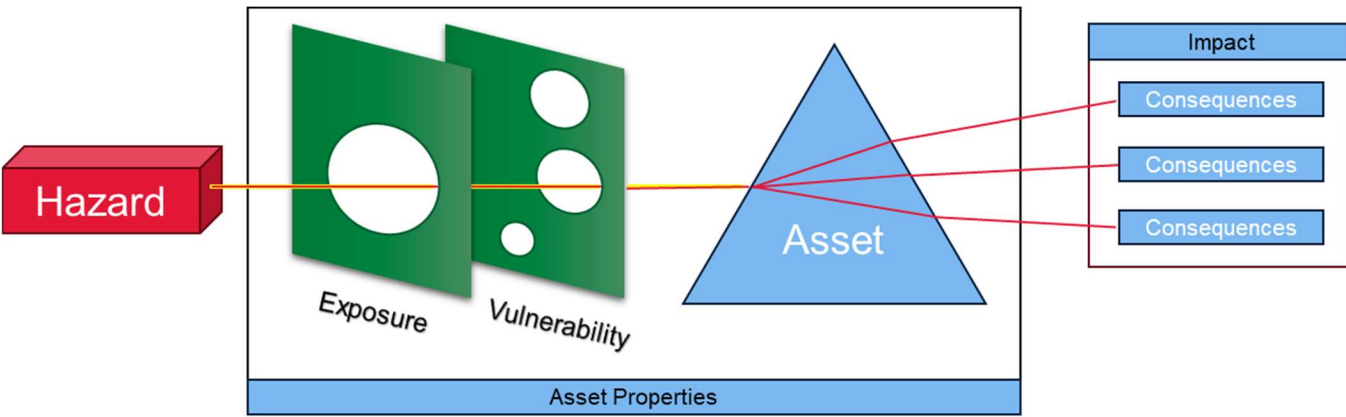 Hazard
Exposure
Vulnerability
Asset
Asset Properties
Impact
Consequences
Consequences
Consequences